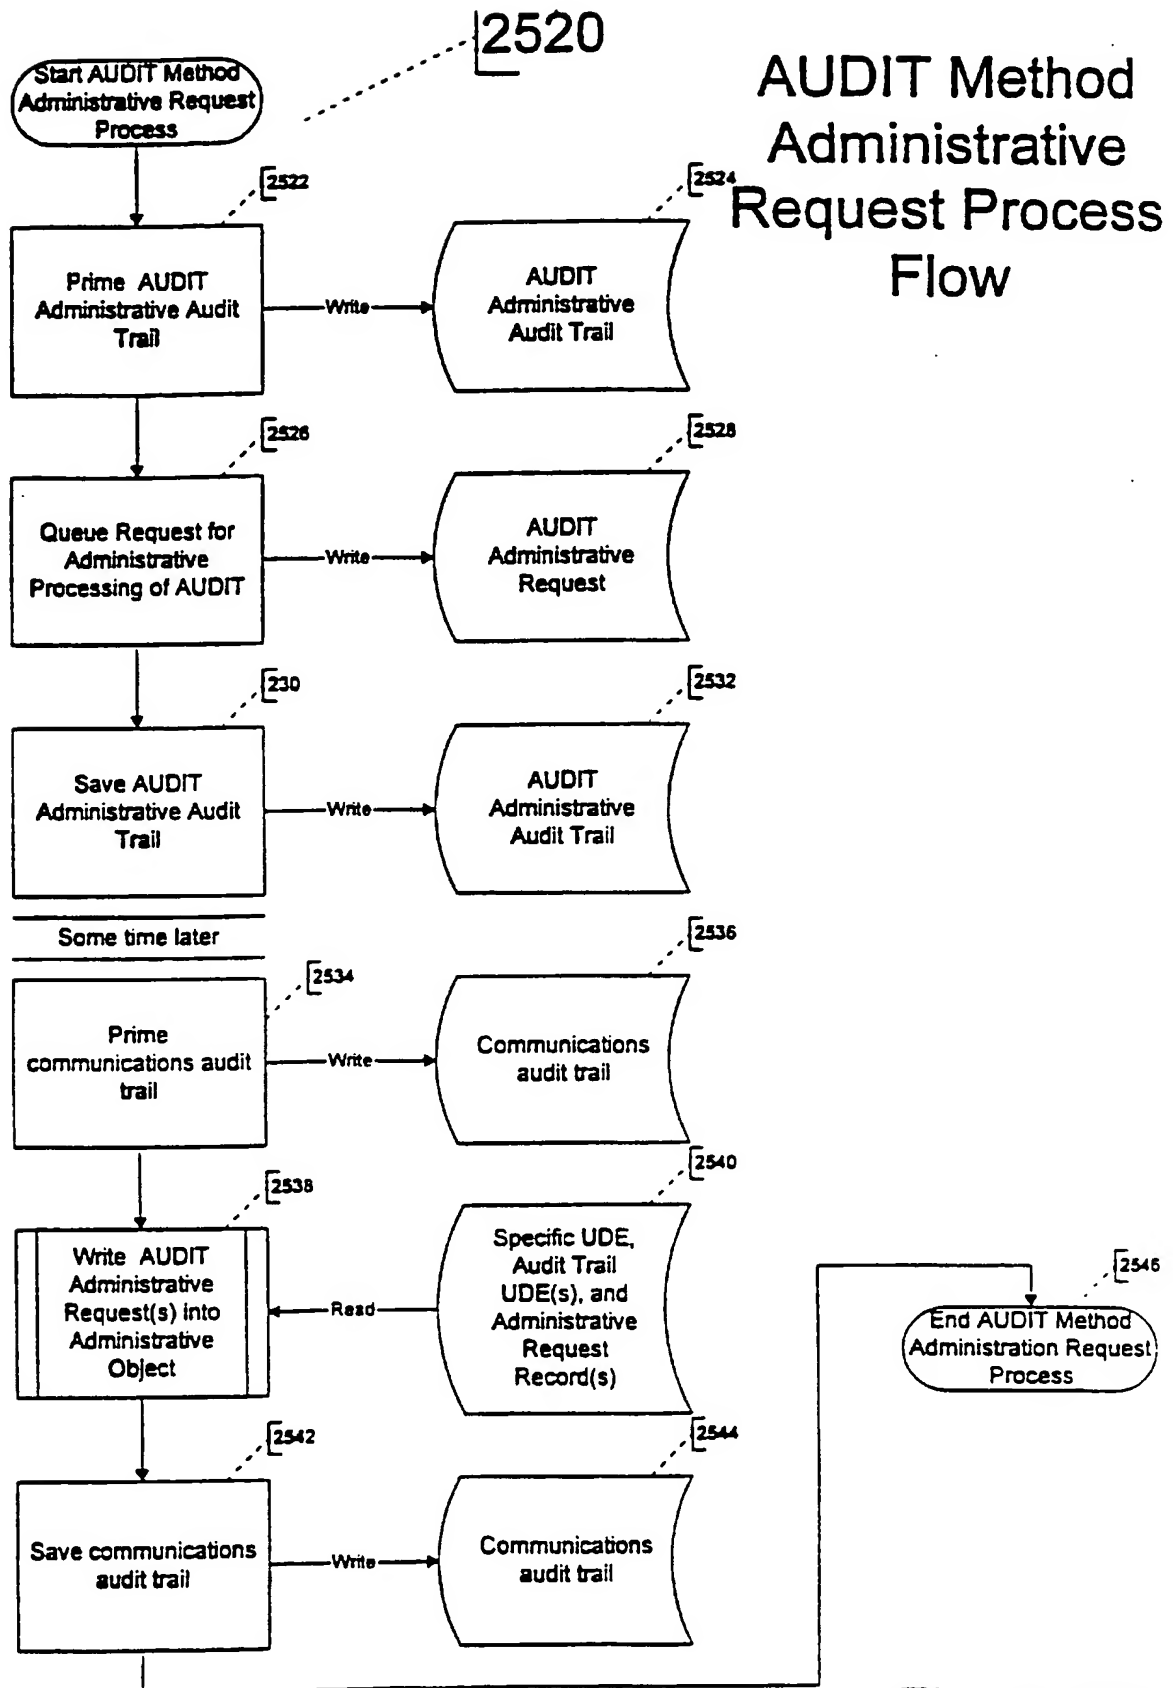 2520
AUDIT Method
Administrative
Request Process
Flow
Start AUDIT Method
Administrative Request
Process
2522
2524
Prime AUDIT
Administrative Audit
Trail
Write
AUDIT
Administrative
Audit Trail
2526
2528
Queue Request for
Administrative
Processing of AUDIT
Write
AUDIT
Administrative
Request
230
2532
Save AUDIT
Administrative Audit
Trail
Write
AUDIT
Administrative
Audit Trail
Some time later
2534
2536
Prime
communications audit
trail
Write
Communications
audit trail
2538
2540
Write AUDIT
Administrative
Request(s) into
Administrative
Object
Read
Specific UDE,
Audit Trail
UDE(s), and
Administrative
Request
Record(s)
2546
End AUDIT Method
Administration Request
Process
2542
2544
Save communications
audit trail
Write
Communications
audit trail